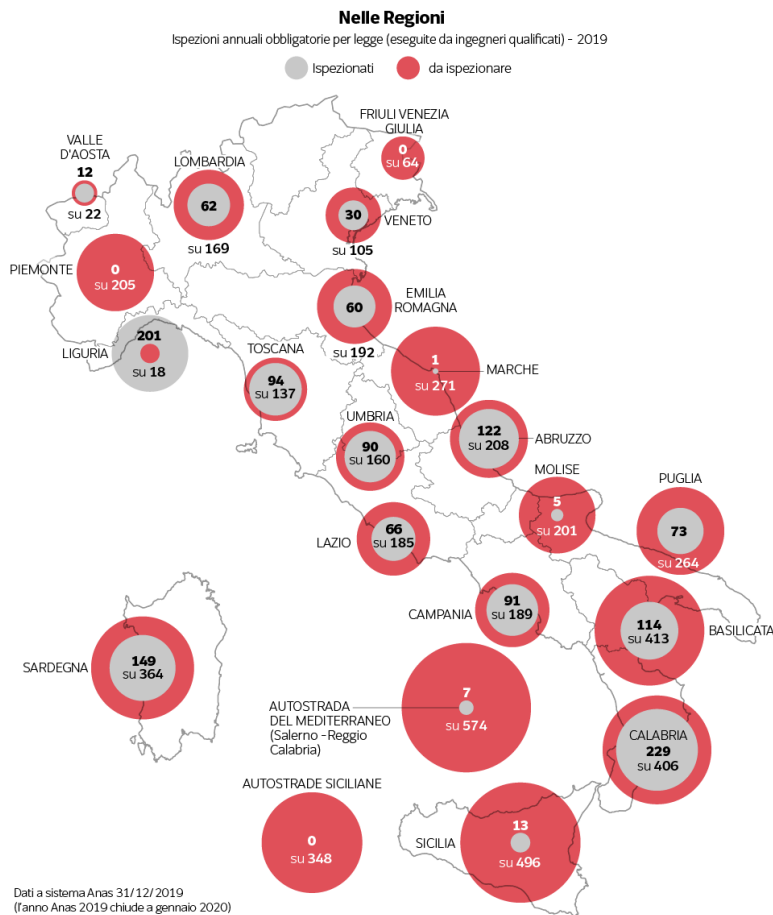 Nelle Regioni
Ispezioni annuali obbligatorie per legge (eseguite da ingegneri qualificati) - 2019
Ispezionati
da ispezionare
FRIULI VENEZIA
GIULIA
0
su 64
VALLE
D'AOSTA
12
su 22
LOMBARDIA
62
su 169
30
VENETO
su 105
PIEMONTE
0
su 205
EMILIA
ROMAGNA
60
su 192
201
LIGURIA
su 18
TOSCANA
94
su 137
1
su 271
MARCHE
UMBRIA
90
su 160
122
su 208
ABRUZZO
MOLISE
5
su 201
PUGLIA
73
su 264
66
su 185
LAZIO
91
su 189
CAMPANIA
114
su 413
BASILICATA
149
su 364
SARDEGNA
7
su 574
AUTOSTRADA
DEL MEDITERRANEO
(Salerno -Reggio
Calabria)
CALABRIA
229
su 406
AUTOSTRADE SICILIANE
0
su 348
13
su 496
SICILIA
Dati a sistema Anas 31/12/2019
(l'anno Anas 2019 chiude a gennaio 2020)